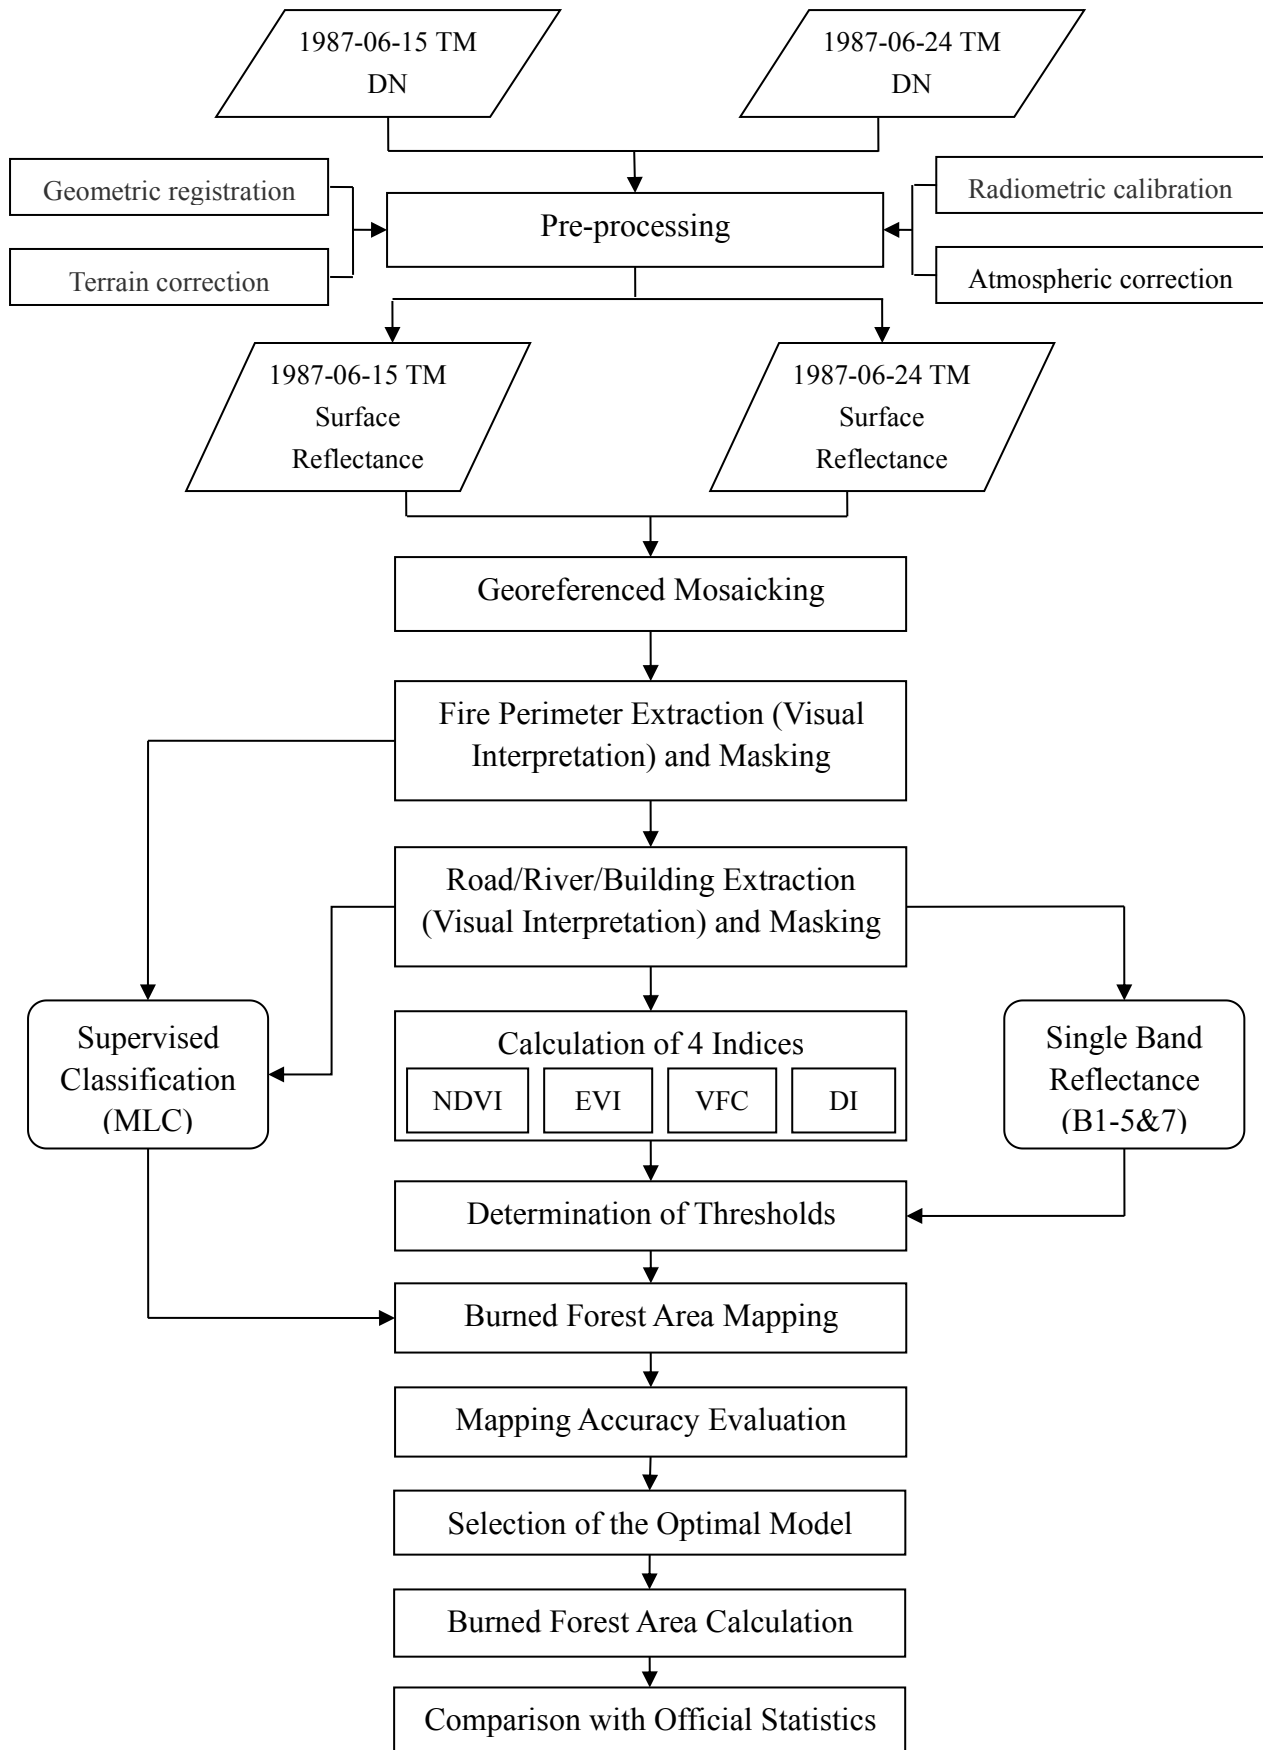 1987-06-15 TM
DN
1987-06-24 TM
DN
Geometric registration
Terrain correction
Pre-processing
Radiometric calibration
Atmospheric correction
1987-06-15 TM
Surface
Reflectance
1987-06-24 TM
Surface
Reflectance
Georeferenced Mosaicking
Fire Perimeter Extraction (Visual
Interpretation) and Masking
Road/River/Building Extraction
(Visual Interpretation) and Masking
Supervised
Classification
(MLC)
Calculation of 4 Indices
NDVI
EVI
VFC
DI
Single Band
Reflectance
(B1-5&7)
Determination of Thresholds
Burned Forest Area Mapping
Mapping Accuracy Evaluation
Selection of the Optimal Model
Burned Forest Area Calculation
Comparison with Official Statistics